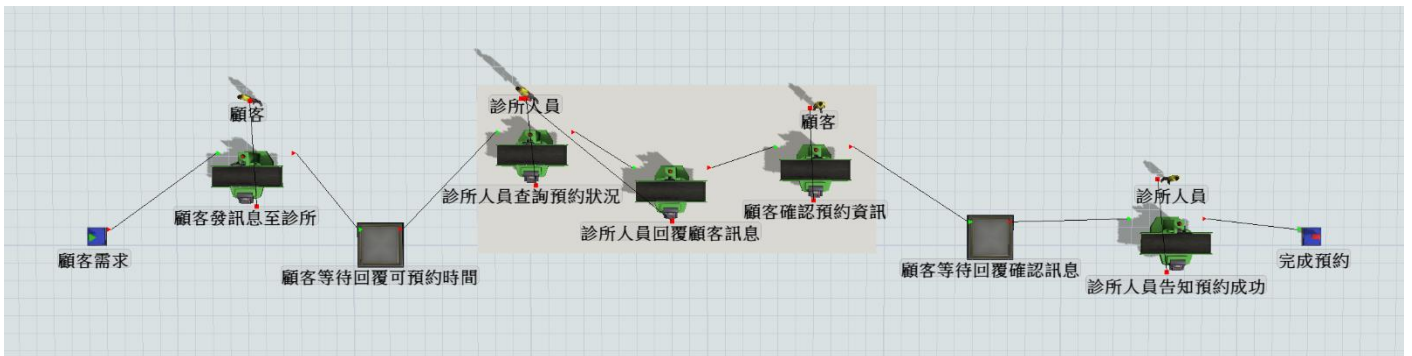 顧客需求
顧客
顧客發訊息至診所
顧客等待回覆可預約時間
診所人員
診所人員查詢預約狀況
診所人員回覆顧客訊息
顧客
顧客確認預約資訊
顧客等待回覆確認訊息
診所人員
診所人員告知預約成功
完成預約